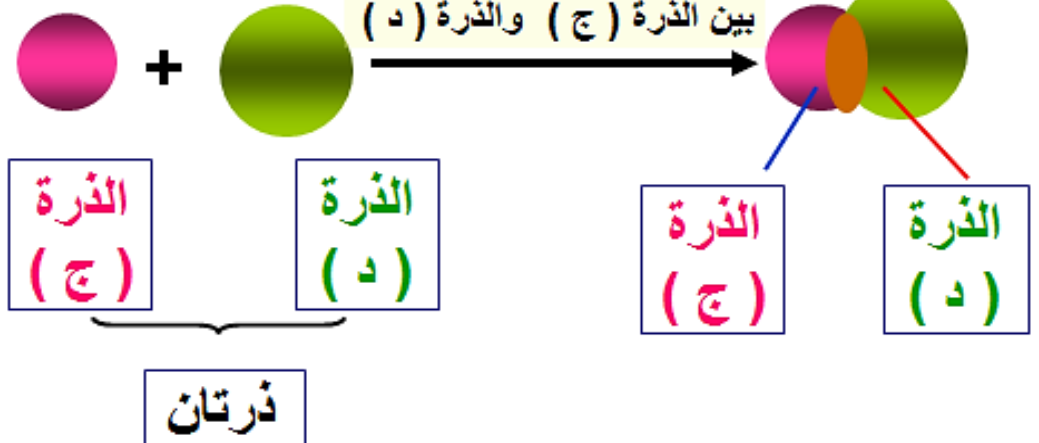 بين الذرة ( ج ) والذرة ( د )
+
الذرة
( ج )
الذرة
( د )
الذرة
( ج )
الذرة
( د )
ذرتان